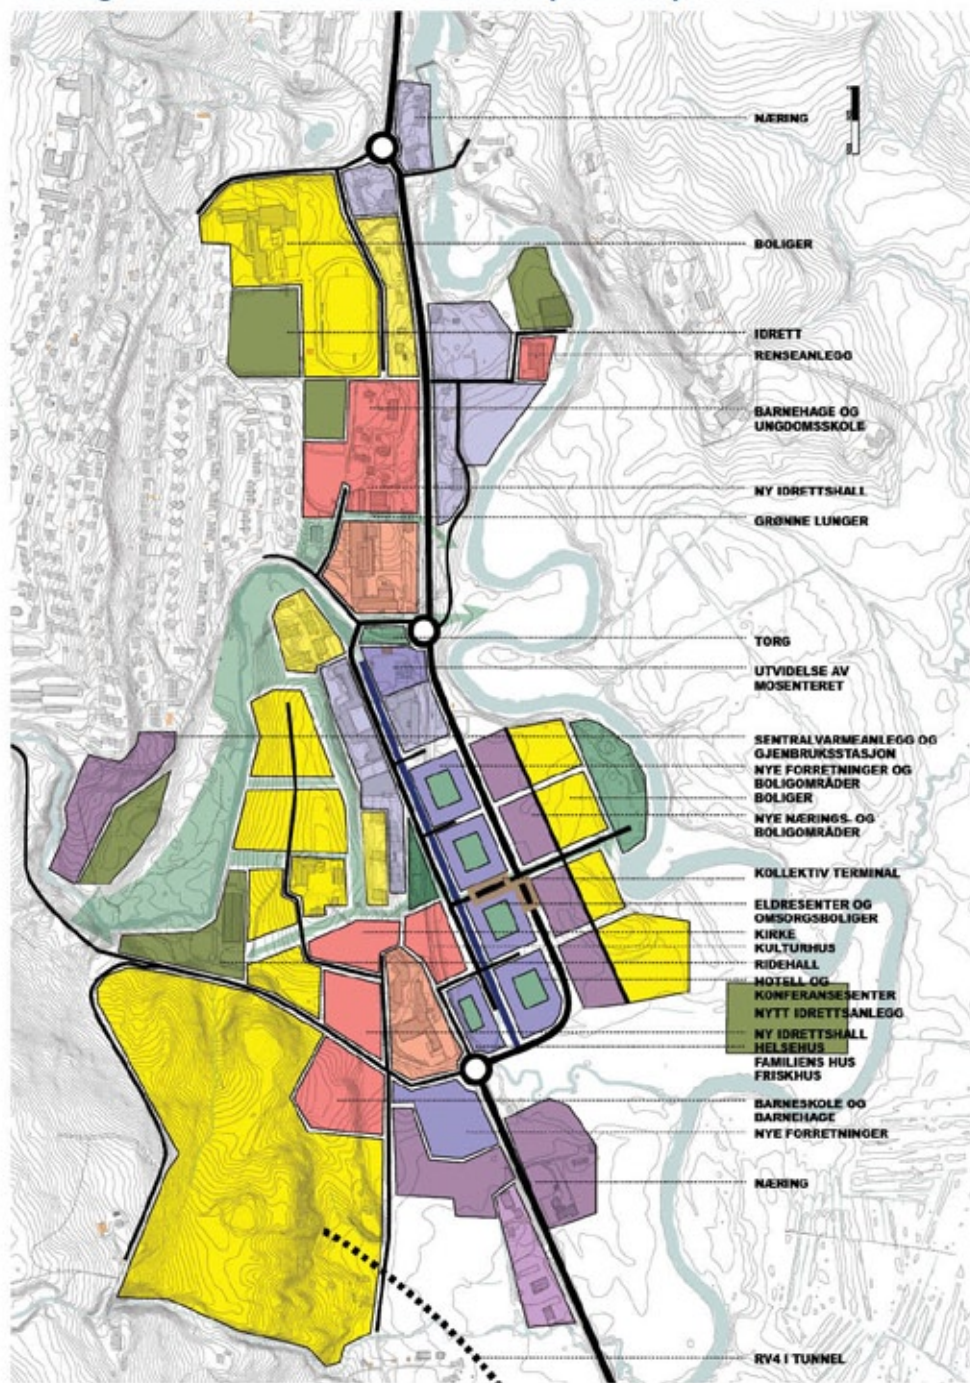 NÆRING
BOLIGER
IDRETT
RENSEANLEGG
BARNEHAGE OG
UNGDOMSSKOLE
NY IDRETTSHALL
GRØNNE LUNGER
TORG
UTVIDELSE AV
MOSENTERET
SENTRALVARMEANLEGG OG
GJENBRUKSSTASJON
NYE FORRETNINGER OG
BOLIGOMRÅDER
BOLIGER
NYE NÆRINGS- OG
BOLIGOMRÅDER
KOLLEKTIV TERMINAL
ELDRESENTER OG
OMSORGSBOLIGER
KIRKE
KULTURHUS
RIDEHALL
HOTELL OG
KONFERANSESENTER
NYTT IDRETTSANLEGG
NY IDRETTSHALL
HELSEHUS
FAMILIENS HUS
FRISKHUS
BARNESKOLE OG
BARNEHAGE
NYE FORRETNINGER
NÆRING
RV4 I TUNNEL